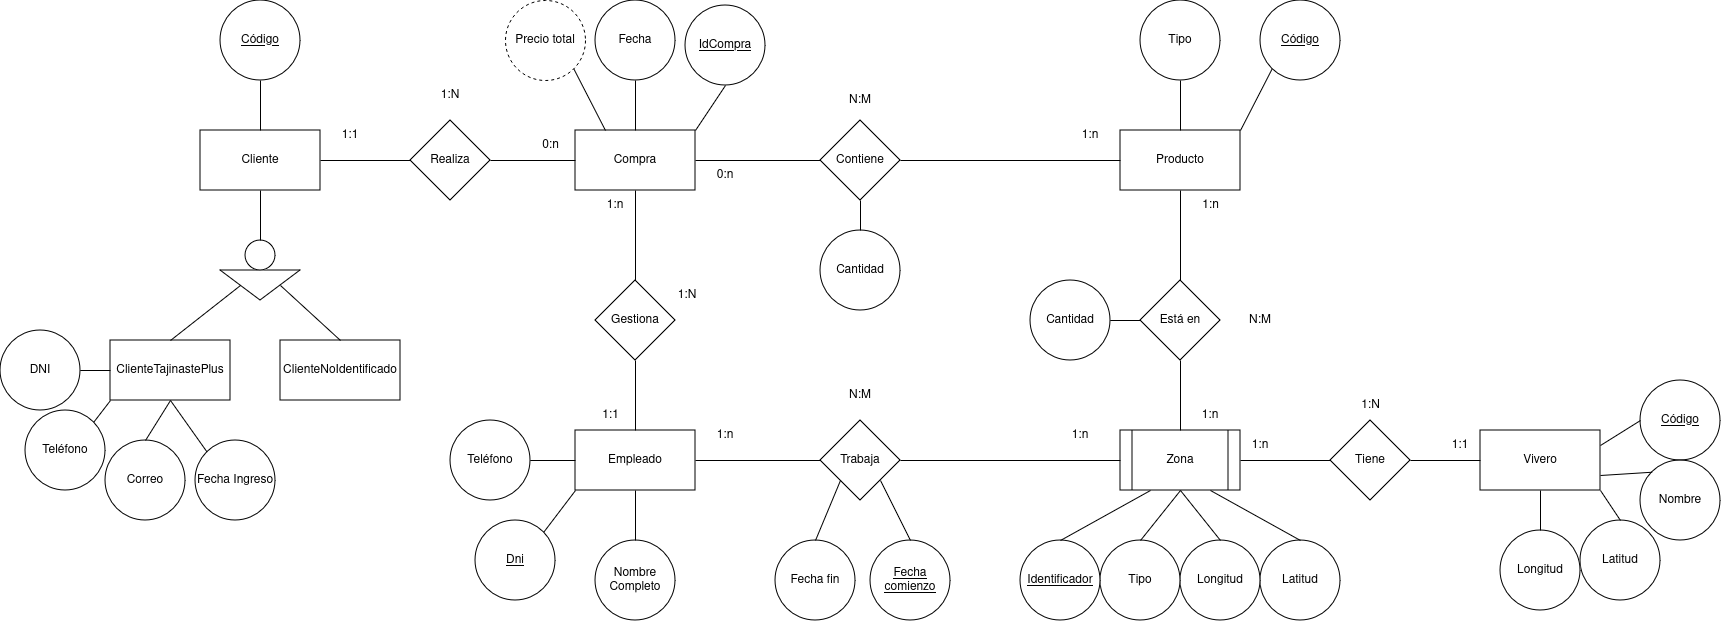 Código
Precio total
Fecha
IdCompra
Tipo
Código
1:N
N:M
1:1
0:n
1:n
Cliente
Realiza
Compra
Contiene
Producto
0:n
1:n
1:n
Cantidad
1:N
Gestiona
Cantidad
Está en
N:M
DNI
ClienteTajinastePlus
ClienteNoIdentificado
Teléfono
Correo
Fecha Ingreso
1:1
N:M
1:n
1:N
1:n
1:n
1:n
1:1
Código
Teléfono
Empleado
Trabaja
Zona
Tiene
Vivero
Nombre
Dni
Nombre
Completo
Fecha fin
Fecha
comienzo
Identificador
Tipo
Longitud
Latitud
Longitud
Latitud